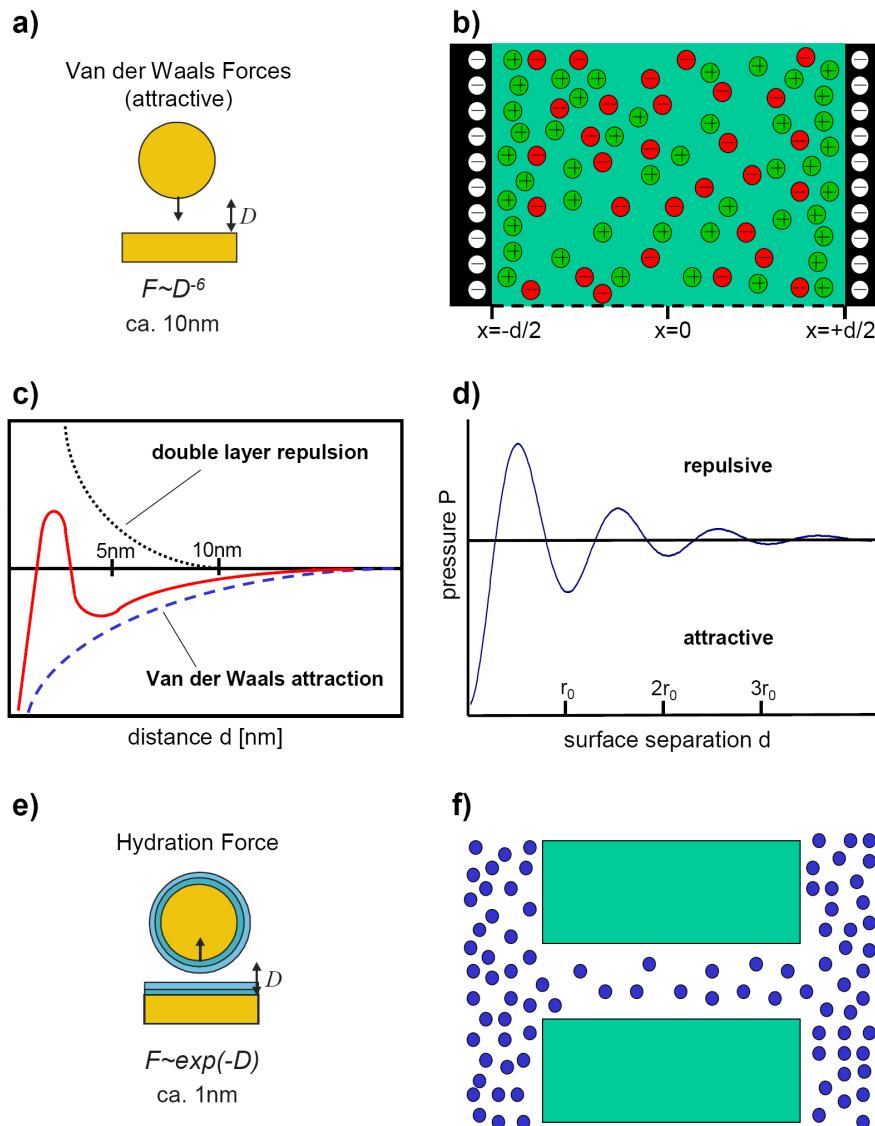 a)
Van der Waals Forces
(attractive)
D
F~D⁻⁶
ca. 10nm
b)
x=-d/2
x=0
x=+d/2
c)
double layer repulsion
5nm
10nm
Van der Waals attraction
distance d [nm]
d)
pressure P
repulsive
attractive
r₀
2r₀
3r₀
surface separation d
e)
Hydration Force
D
F~exp(-D)
ca. 1nm
f)